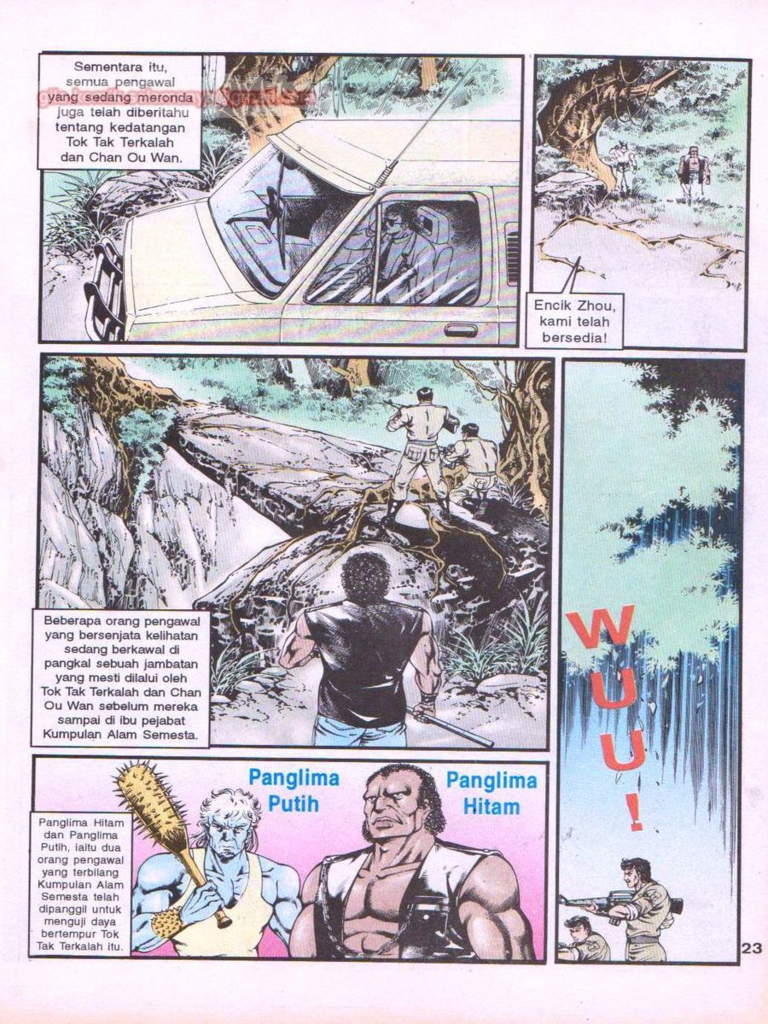 Sementara itu,
semua pengawal
yang sedang meronda
juga telah diberitahu
tentang kedatangan
Tok Tak Terkalah
dan Chan Ou Wan.
Encik Zhou,
kami telah
bersedia!
Beberapa orang pengawal
yang bersenjata kelihatan
sedang berkawal di
pangkal sebuah jambatan
yang mesti dilalui oleh
Tok Tak Terkalah dan Chan
Ou Wan sebelum mereka
sampai di ibu pejabat
Kumpulan Alam Semesta.
WUU!
Panglima
Putih
Panglima
Hitam
Panglima Hitam
dan Panglima
Putih, iaitu dua
orang pengawal
yang terbilang
Kumpulan Alam
Semesta telah
dipanggil untuk
menguji daya
bertempur Tok
Tak Terkalah itu.
23